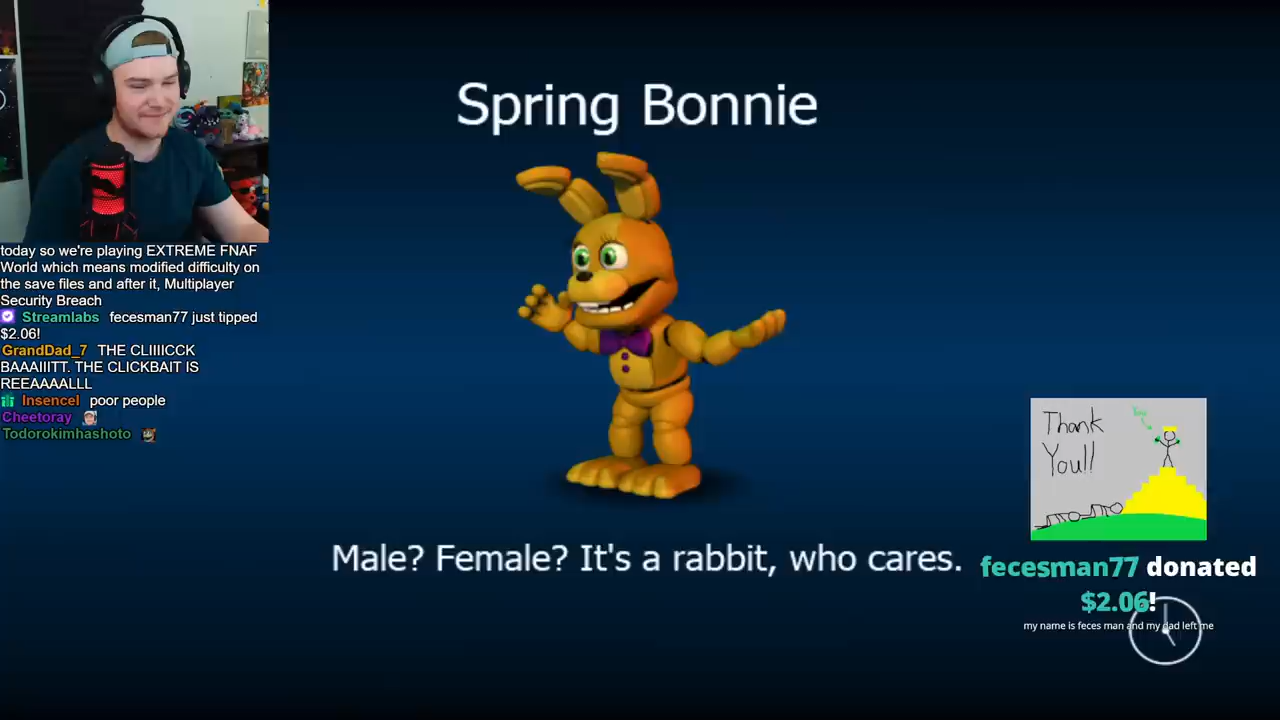 Spring Bonnie
today so we're playing EXTREME FNAF
World which means modified difficulty on
the save files and after it, Multiplayer
Security Breach
Streamlabs fecesman77 just tipped
$2.06!
GrandDad_7 THE CLIIIICCK
BAAAIIITT. THE CLICKBAIT IS
REEAAAALLL
Insencel poor people
Cheetoray
Todorokimhashoto
Male? Female? It's a rabbit, who cares.
You
Thank
You!!
fecesman77 donated
$2.06!
my name is feces man and my dad left me